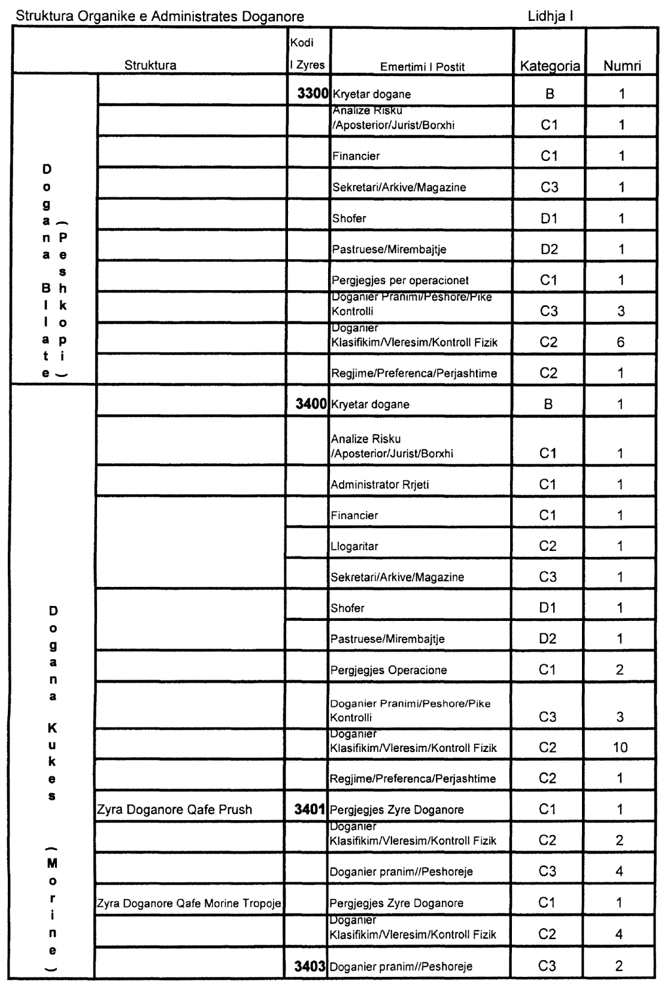 Struktura Organike e Administrates Doganore Lidhja I
Struktura Kodi I Zyres Emertimi I Postit Kategoria Numri
Dogana Bllate (Peshkopi)
3300 Kryetar dogane B 1
Analize Risku
/Aposterior/Jurist/Borxhi C1 1
Financier C1 1
Sekretari/Arkive/Magazine C3 1
Shofer D1 1
Pastruese/Mirembajtje D2 1
Pergjegjes per operacionet C1 1
Doganier Pranimi/Peshore/Pike
Kontrolli C3 3
Doganier
Klasifikim/Vleresim/Kontroll Fizik C2 6
Regjime/Preferenca/Perjashtime C2 1
Dogana Kukes (Morine)
3400 Kryetar dogane B 1
Analize Risku
/Aposterior/Jurist/Borxhi C1 1
Administrator Rrjeti C1 1
Financier C1 1
Llogaritar C2 1
Sekretari/Arkive/Magazine C3 1
Shofer D1 1
Pastruese/Mirembajtje D2 1
Pergjegjes Operacione C1 2
Doganier Pranimi/Peshore/Pike
Kontrolli C3 3
Doganier
Klasifikim/Vleresim/Kontroll Fizik C2 10
Regjime/Preferenca/Perjashtime C2 1
Zyra Doganore Qafe Prush 3401 Pergjegjes Zyre Doganore C1 1
Doganier
Klasifikim/Vleresim/Kontroll Fizik C2 2
Doganier pranim//Peshoreje C3 4
Zyra Doganore Qafe Morine Tropoje Pergjegjes Zyre Doganore C1 1
Doganier
Klasifikim/Vleresim/Kontroll Fizik C2 4
3403 Doganier pranim//Peshoreje C3 2